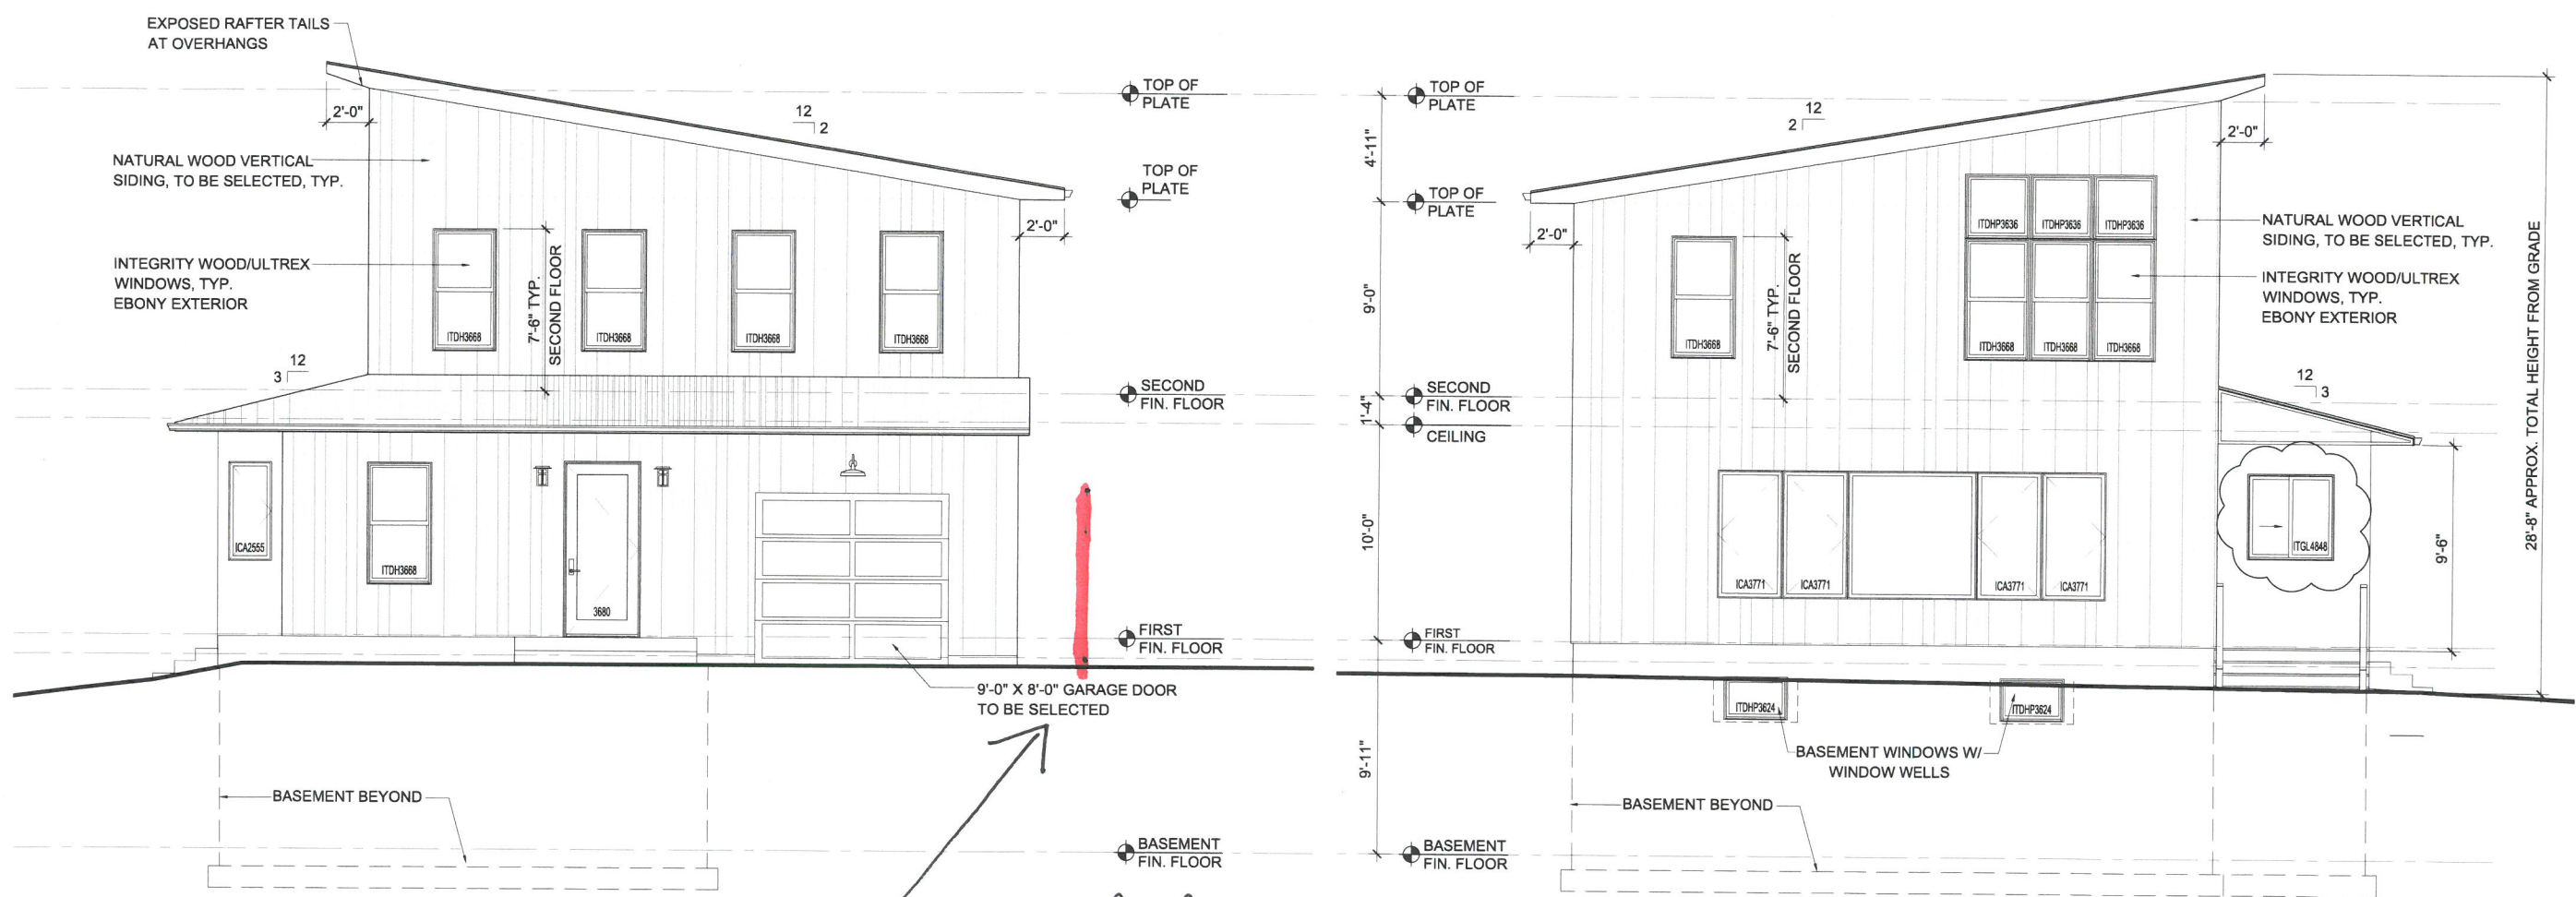 EXPOSED RAFTER TAILS
AT OVERHANGS
2'-0"
12
2
NATURAL WOOD VERTICAL
SIDING, TO BE SELECTED, TYP.
INTEGRITY WOOD/ULTREX
WINDOWS, TYP.
EBONY EXTERIOR
2'-0"
7'-6" TYP.
SECOND FLOOR
ITDH3668
ITDH3668
ITDH3668
ITDH3668
12
3
ICA2555
ITDH3668
3680
9'-0" X 8'-0" GARAGE DOOR
TO BE SELECTED
BASEMENT BEYOND
TOP OF
PLATE
TOP OF
PLATE
SECOND
FIN. FLOOR
FIRST
FIN. FLOOR
BASEMENT
FIN. FLOOR
TOP OF
PLATE
4'-11"
TOP OF
PLATE
9'-0"
SECOND
FIN. FLOOR
1'-4"
CEILING
10'-0"
FIRST
FIN. FLOOR
9'-11"
BASEMENT
FIN. FLOOR
12
2
2'-0"
2'-0"
ITDHP3636
ITDHP3636
ITDHP3636
ITDH3668
7'-6" TYP.
SECOND FLOOR
ITDH3668
ITDH3668
ITDH3668
NATURAL WOOD VERTICAL
SIDING, TO BE SELECTED, TYP.
INTEGRITY WOOD/ULTREX
WINDOWS, TYP.
EBONY EXTERIOR
12
3
ICA3771
ICA3771
ICA3771
ICA3771
ITGL4848
9'-6"
28'-8" APPROX. TOTAL HEIGHT FROM GRADE
ITDHP3624
ITDHP3624
BASEMENT WINDOWS W/
WINDOW WELLS
BASEMENT BEYOND